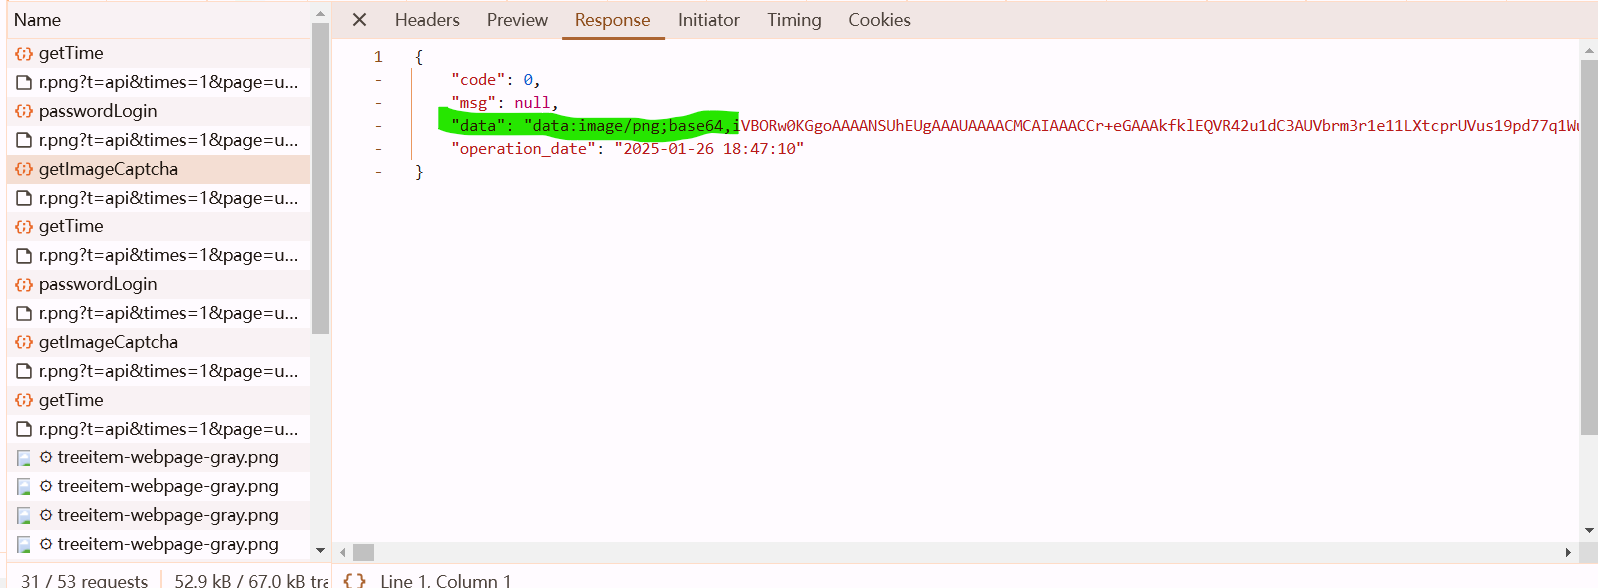 Name
getTime
r.png?t=api&times=1&page=u...
passwordLogin
r.png?t=api&times=1&page=u...
getImageCaptcha
r.png?t=api&times=1&page=u...
getTime
r.png?t=api&times=1&page=u...
passwordLogin
r.png?t=api&times=1&page=u...
getImageCaptcha
r.png?t=api&times=1&page=u...
getTime
r.png?t=api&times=1&page=u...
treeitem-webpage-gray.png
treeitem-webpage-gray.png
treeitem-webpage-gray.png
treeitem-webpage-gray.png
31 / 53 requests 52.9 kB / 67.0 kB tra
Headers Preview Response Initiator Timing Cookies
1 {
- "code": 0,
- "msg": null,
- "data": "data:image/png;base64,iVBORw0KGgoAAAANSUhEUgAAAUAAAACMCAIAAACCr+eGAAAkfklEQVR42u1dC3AUVbrm3r1e11LXtcprUVus19pd77q1Wu
- "operation_date": "2025-01-26 18:47:10"
- }
{ } Line 1, Column 1